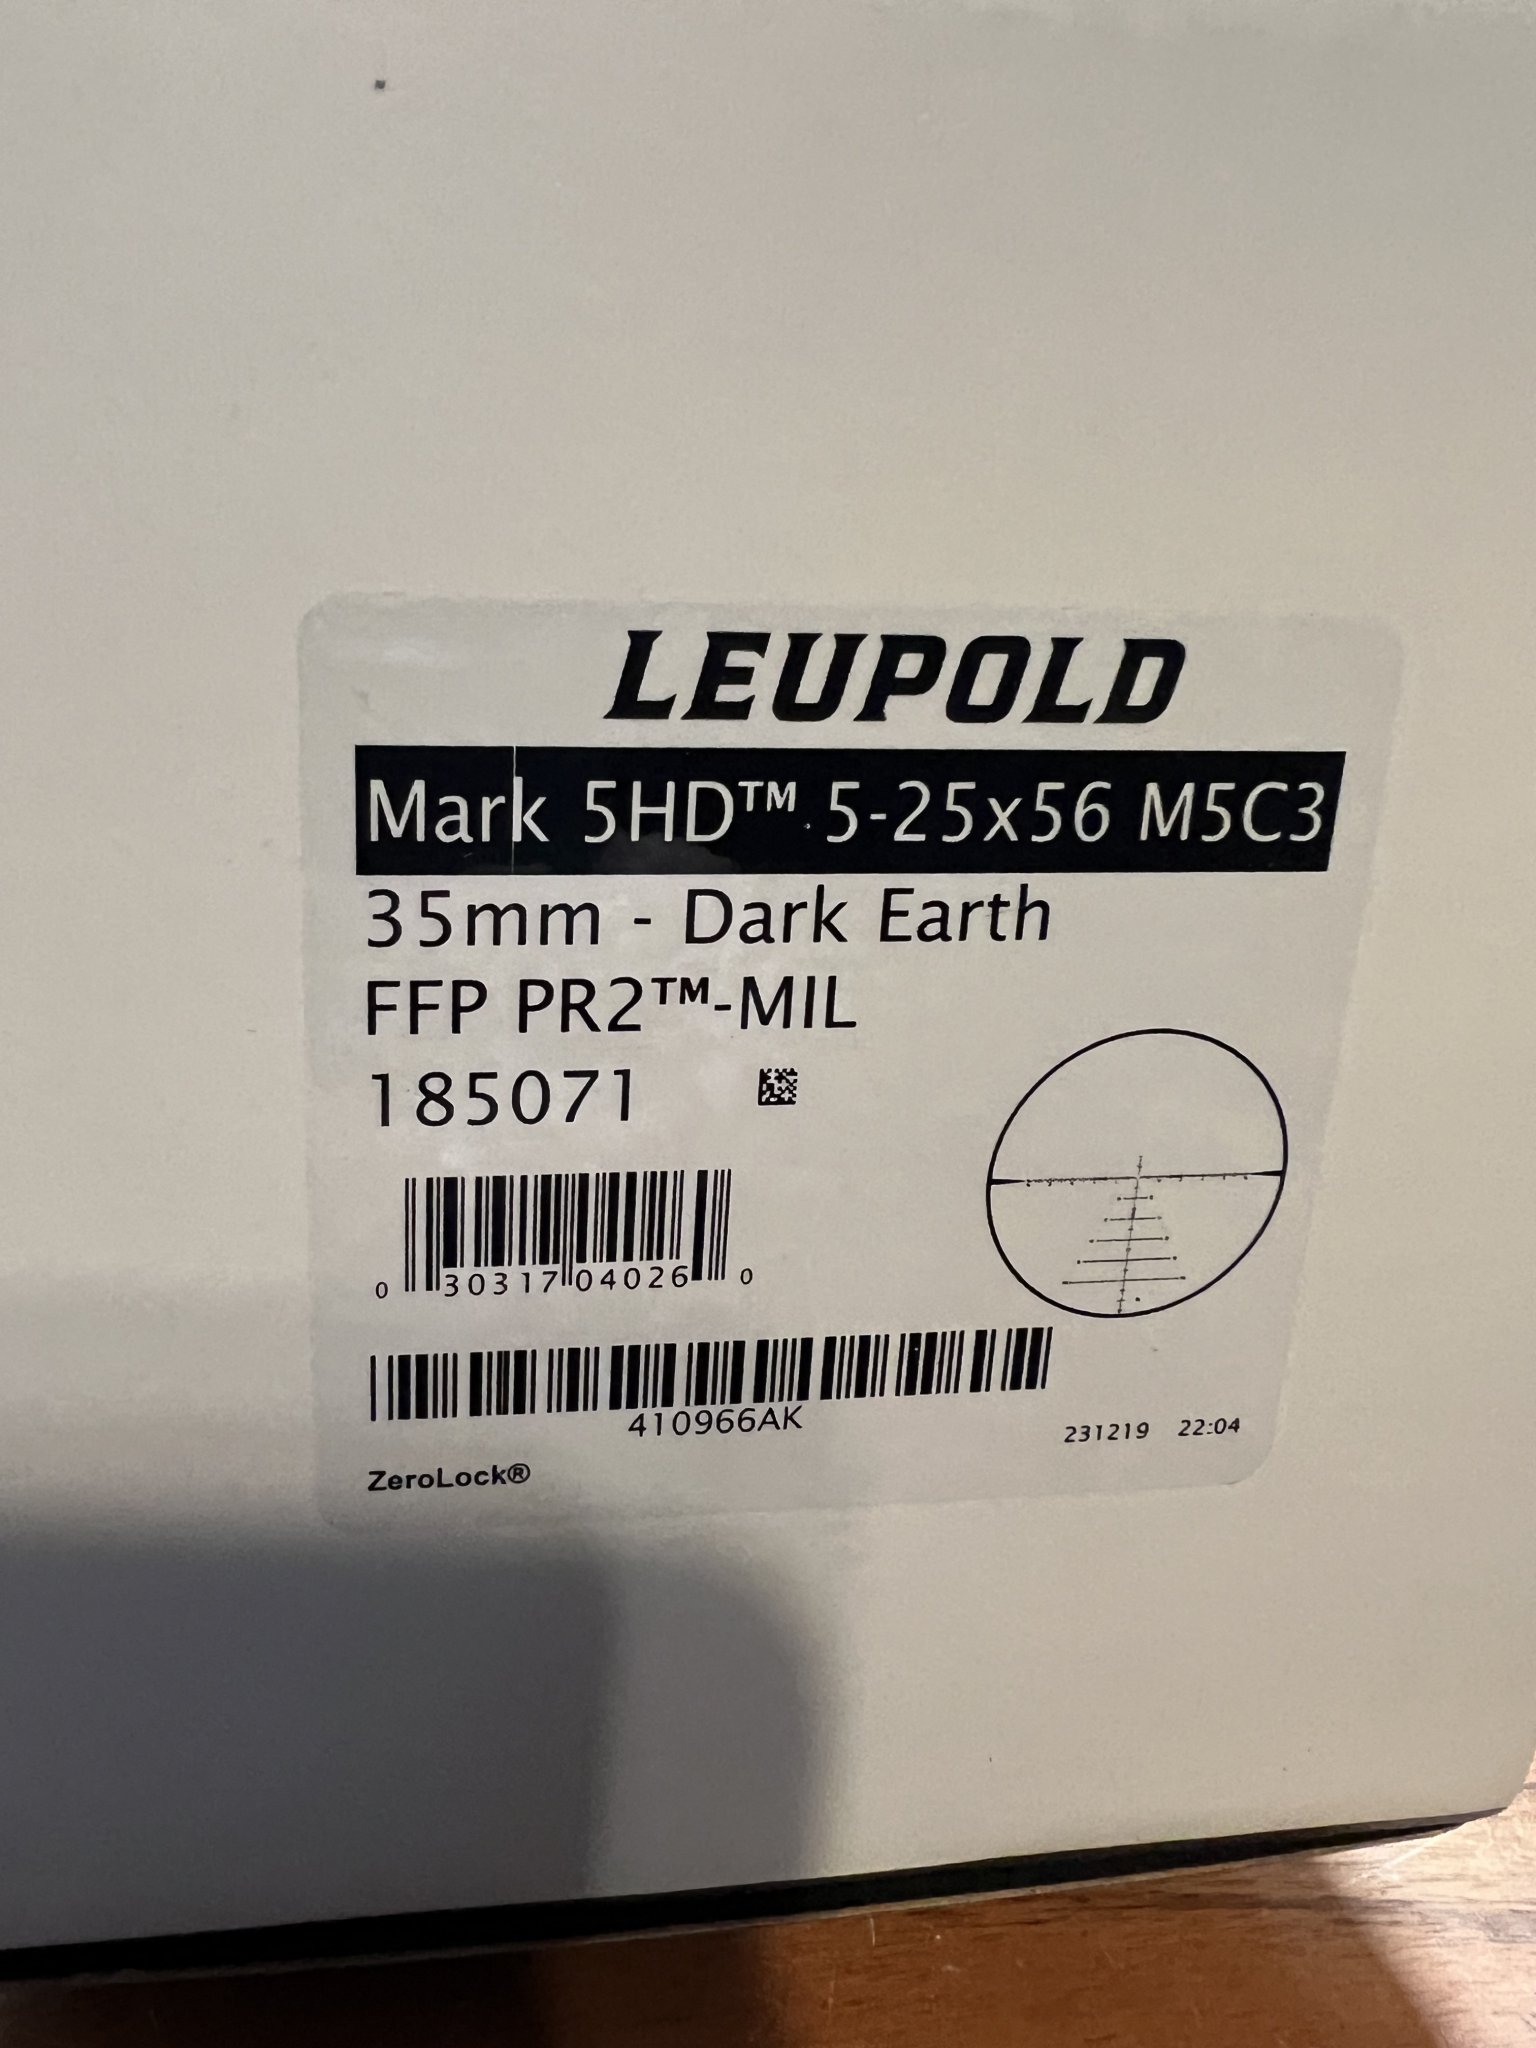 LEUPOLD
Mark 5HD™ 5-25x56 M5C3
35mm - Dark Earth
FFP PR2™-MIL
185071
0 30317 04026 0
410966AK
231219 22:04
ZeroLock®